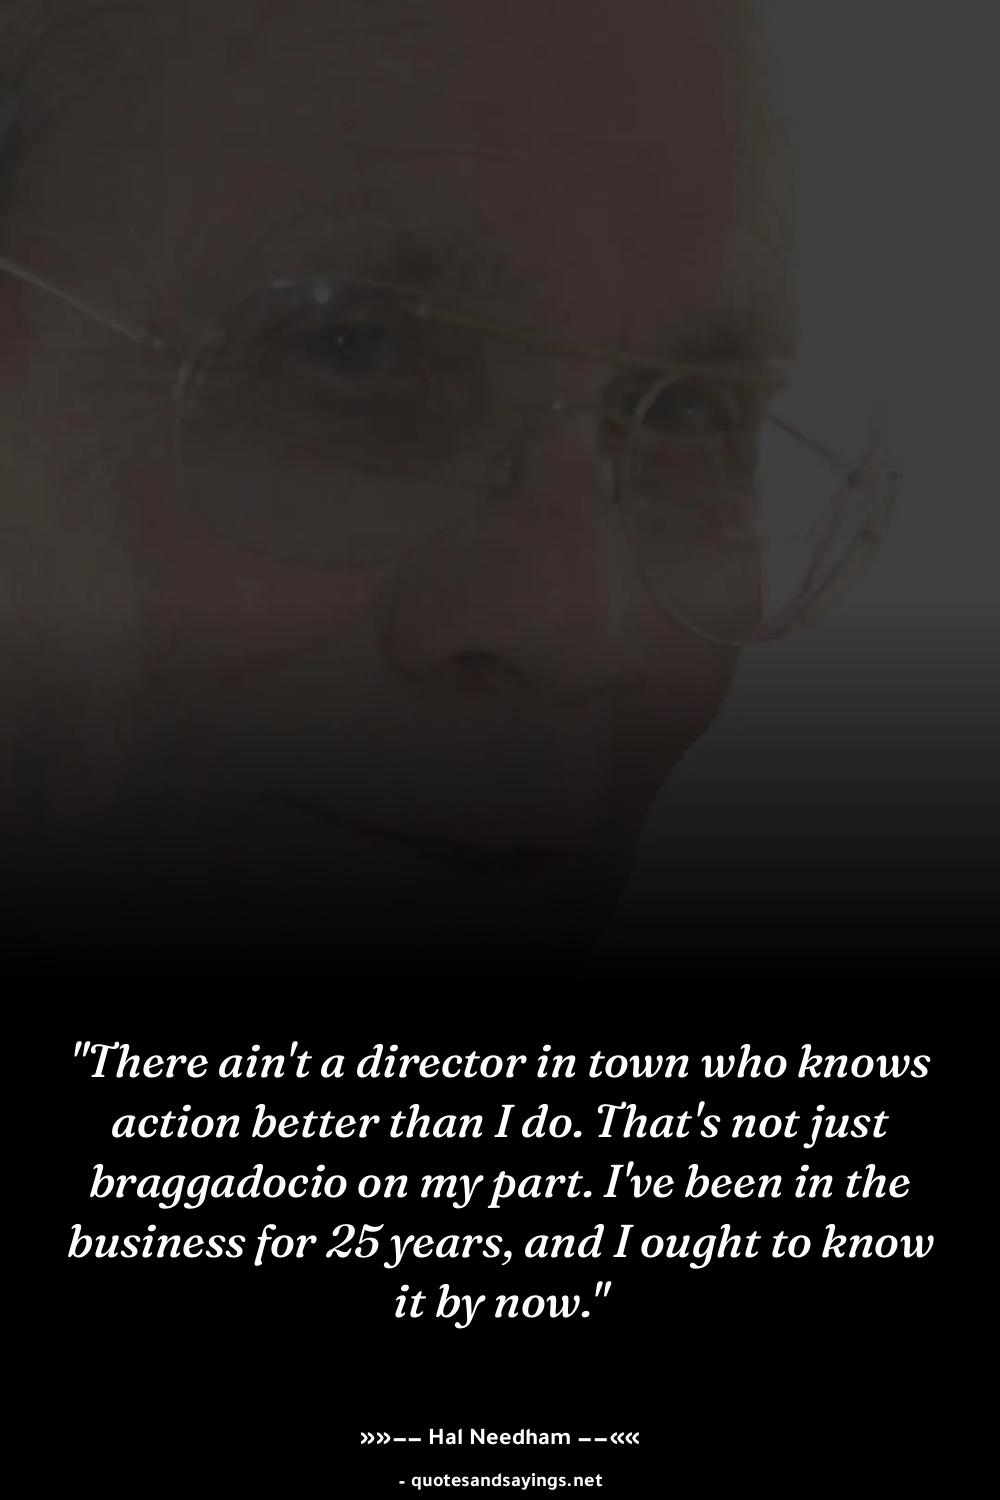 "There ain't a director in town who knows
action better than I do. That's not just
braggadocio on my part. I've been in the
business for 25 years, and I ought to know
it by now."
»»−− Hal Needham −−««
- quotesandsayings.net